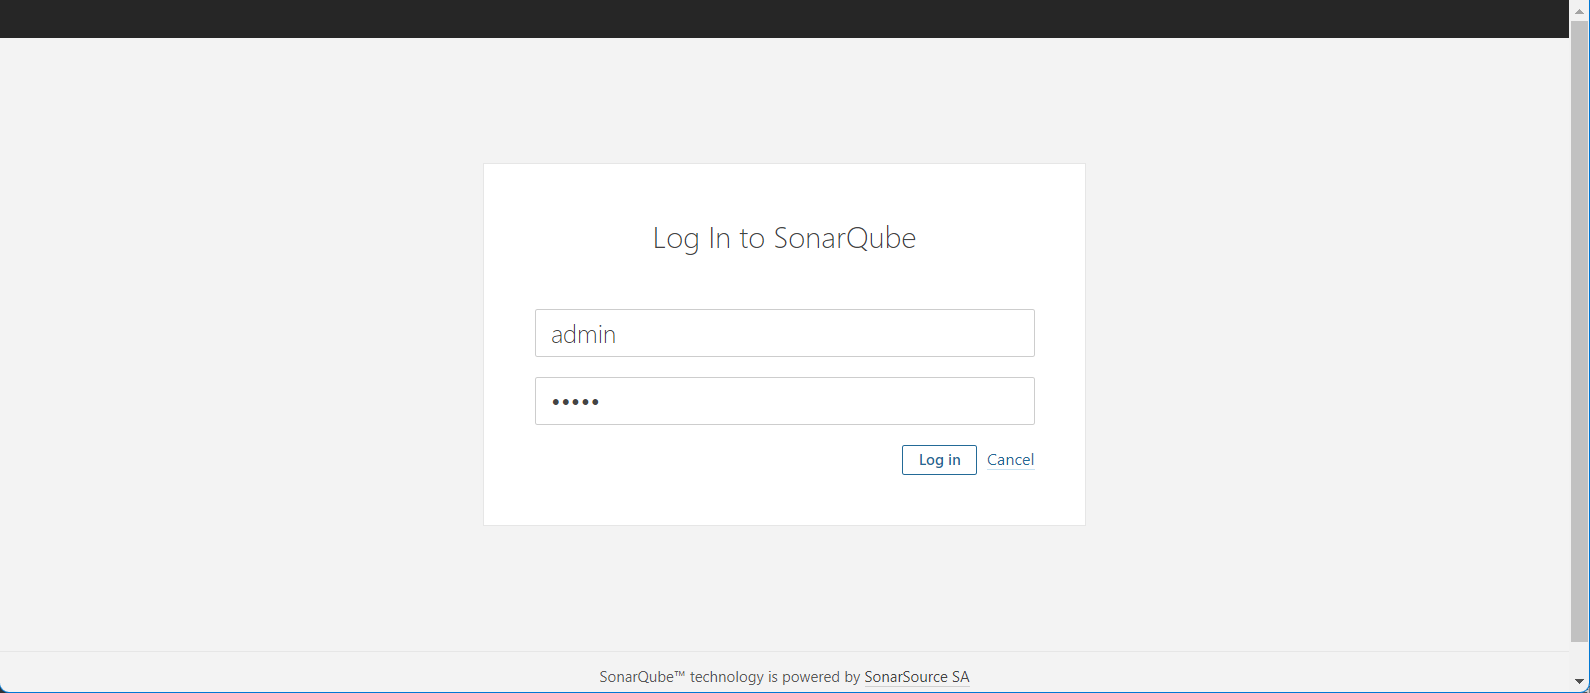 Log In to SonarQube
admin
•••••
Log in Cancel
SonarQube™ technology is powered by SonarSource SA